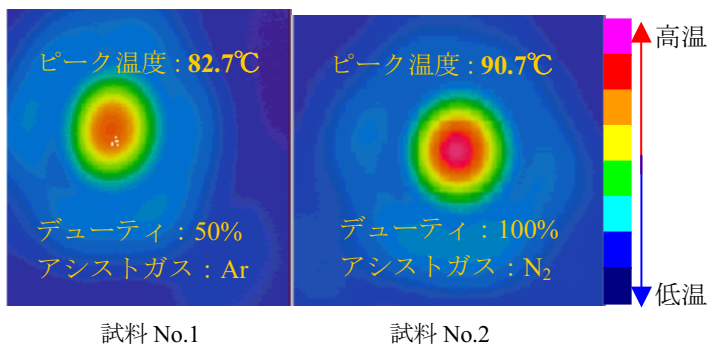 ピーク温度 : 82.7℃
デューティ：50%
アシストガス：Ar
試料 No.1
ピーク温度 : 90.7℃
デューティ：100%
アシストガス：N₂
試料 No.2
高温
低温